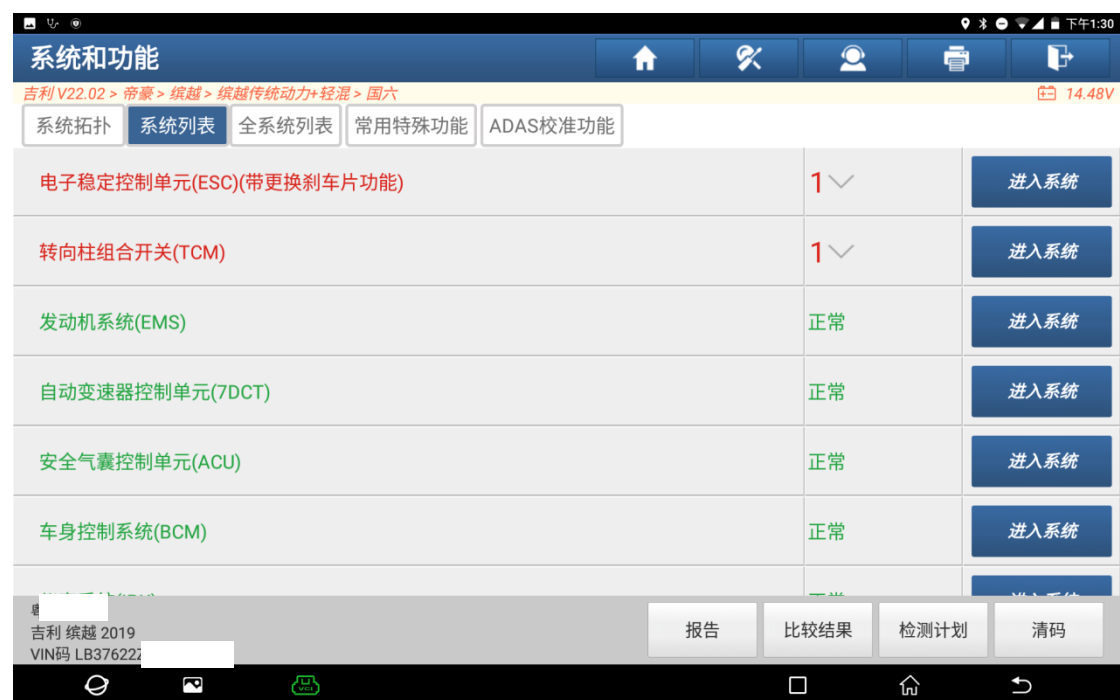 下午1:30
系统和功能
吉利 V22.02 > 帝豪 > 缤越 > 缤越传统动力+轻混 > 国六
14.48V
系统拓扑 系统列表 全系统列表 常用特殊功能 ADAS校准功能
电子稳定控制单元(ESC)(带更换刹车片功能) 1 进入系统
转向柱组合开关(TCM) 1 进入系统
发动机系统(EMS) 正常 进入系统
自动变速器控制单元(7DCT) 正常 进入系统
安全气囊控制单元(ACU) 正常 进入系统
车身控制系统(BCM) 正常 进入系统
吉利 缤越 2019
VIN码 LB37622Z
报告 比较结果 检测计划 清码
VCI